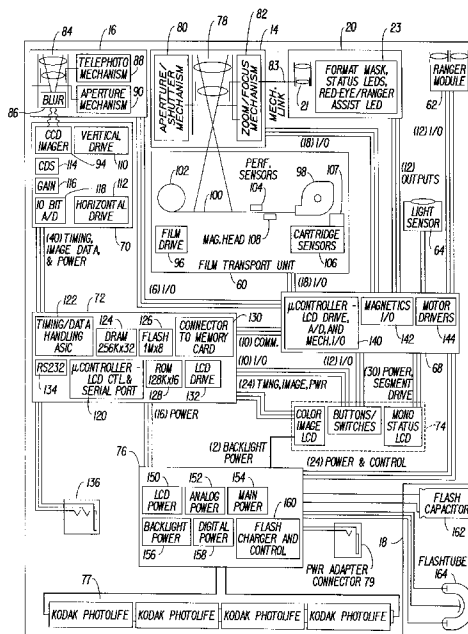 84
16
TELEPHOTO
MECHANISM
88
APERTURE
MECHANISM
90
BLUR
86
80
78
82
14
APERTURE/
SHUTTER
MECHANISM
ZOOM/FOCUS
MECHANISM
83
MECH.
LINK
20
23
21
FORMAT MASK,
STATUS LEDS,
RED-EYE/RANGER
ASSIST LED
RANGER
MODULE
62
(12) I/O
CCD
IMAGER
VERTICAL
DRIVE
94
110
CDS
114
GAIN
116
118
112
10 BIT
A/D
HORIZONTAL
DRIVE
70
(18) I/O
PERF.
SENSORS
107
102
104
98
100
MAG. HEAD
108
FILM DRIVE
96
CARTRIDGE
SENSORS
106
FILM TRANSPORT UNIT
60
(12)
OUTPUTS
LIGHT
SENSOR
64
(40) TIMING,
IMAGE DATA,
& POWER
(6) I/O
(18) I/O
122
72
130
TIMING/DATA
HANDLING
ASIC
124
DRAM
256KX32
126
FLASH
1MX8
CONNECTOR
TO MEMORY
CARD
RS232
134
μCONTROLLER -
LCD CTL. &
SERIAL PORT
120
ROM
128KX16
128
LCD
DRIVE
132
(10) COMM.
(10) I/O
(12) I/O
(24) TMNG, IMAGE, PWR
μCONTROLLER -
LCD DRIVE,
A/D, AND
MECH. I/O
140
MAGNETICS
I/O
142
MOTOR
DRIVERS
144
68
(30) POWER,
SEGMENT
DRIVE
COLOR
IMAGE
LCD
BUTTONS/
SWITCHES
MONO
STATUS
LCD
74
(16) POWER
(2) BACKLIGHT
POWER
(24) POWER & CONTROL
76
150
152
154
160
LCD
POWER
ANALOG
POWER
MAIN
POWER
BACKLIGHT
POWER
DIGITAL
POWER
FLASH
CHARGER AND
CONTROL
156
158
136
18
FLASH
CAPACITOR
162
PWR ADAPTER
CONNECTOR 79
FLASHTUBE
164
77
KODAK PHOTOLIFE
KODAK PHOTOLIFE
KODAK PHOTOLIFE
KODAK PHOTOLIFE